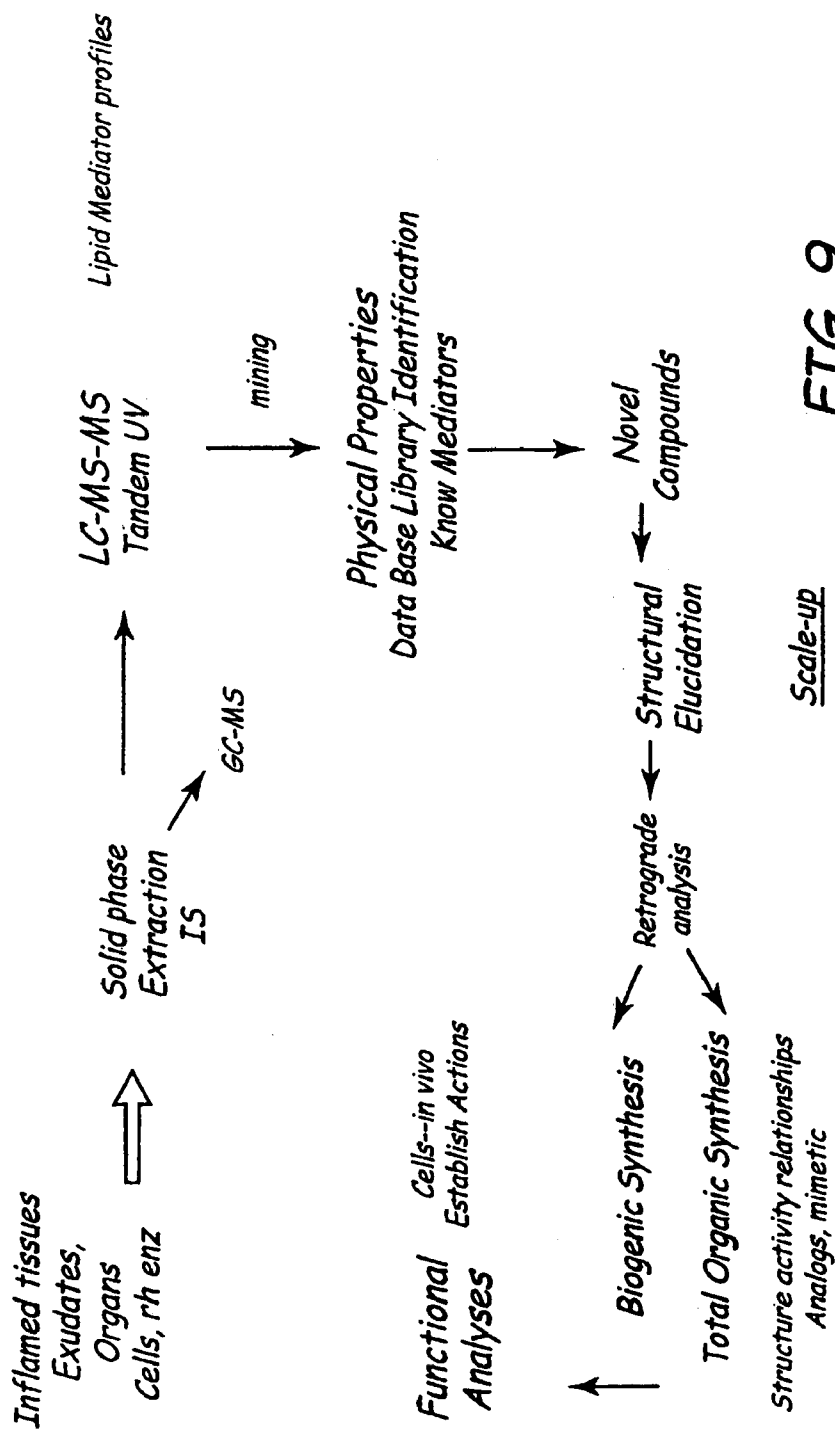 Inflamed tissues
Exudates,
Organs
Cells, rh enz
Solid phase
Extraction
IS
GC-MS
LC-MS-MS
Tandem UV
Lipid Mediator profiles
mining
Physical Properties
Data Base Library Identification
Know Mediators
Novel
Compounds
Structural
Elucidation
Retrograde
analysis
Biogenic Synthesis
Total Organic Synthesis
Structure activity relationships
Analogs, mimetic
Functional
Analyses
Cells--in vivo
Establish Actions
Scale-up
FIG. 9